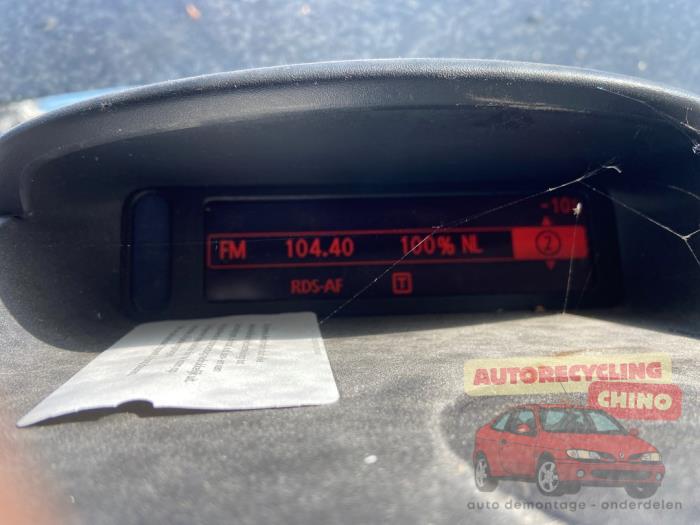 -10
FM 104.40 100% NL 2
RDS-AF T
AUTORECYCLING
CHINO
auto demontage - onderdelen